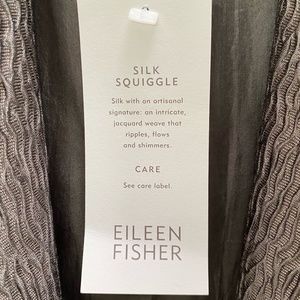 SILK
SQUIGGLE
Silk with an artisanal
signature: an intricate,
jacquard weave that
ripples, flows
and shimmers.
CARE
See care label.
EILEEN
FISHER